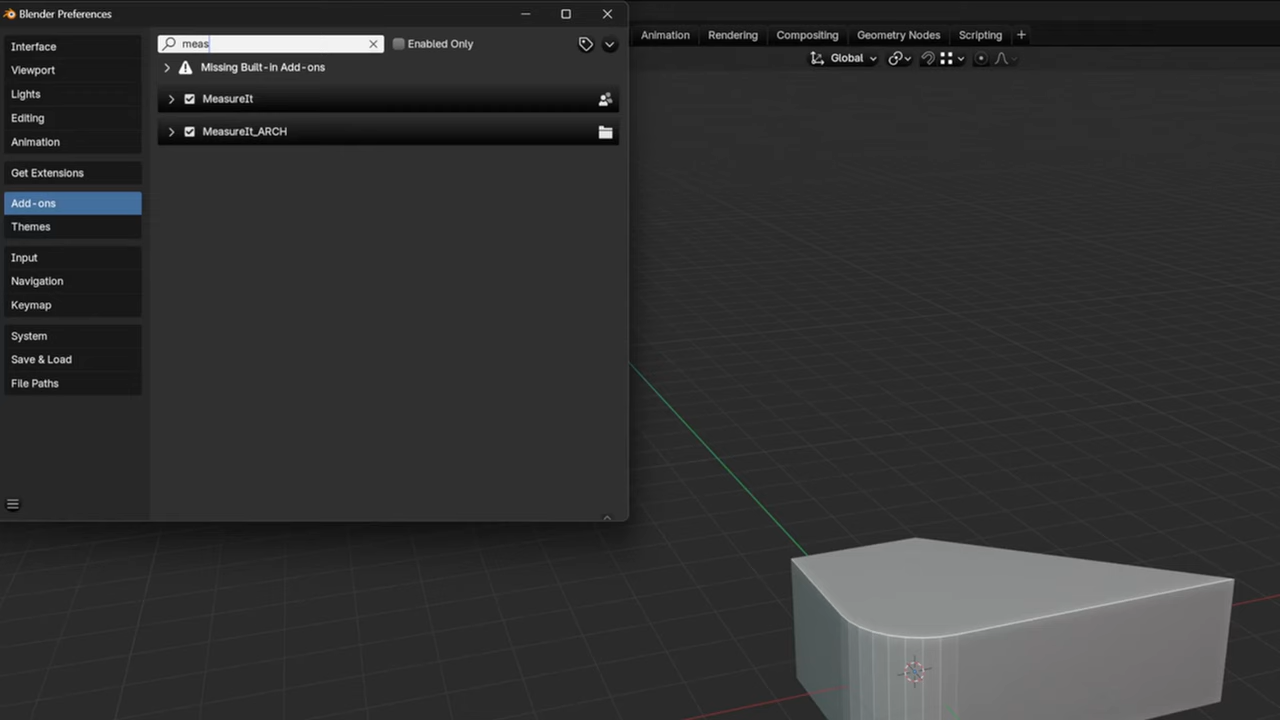 Blender Preferences
Interface
Viewport
Lights
Editing
Animation
Get Extensions
Add-ons
Themes
Input
Navigation
Keymap
System
Save & Load
File Paths
meas
Enabled Only
Missing Built-in Add-ons
MeasureIt
MeasureIt_ARCH
Animation Rendering Compositing Geometry Nodes Scripting +
Global